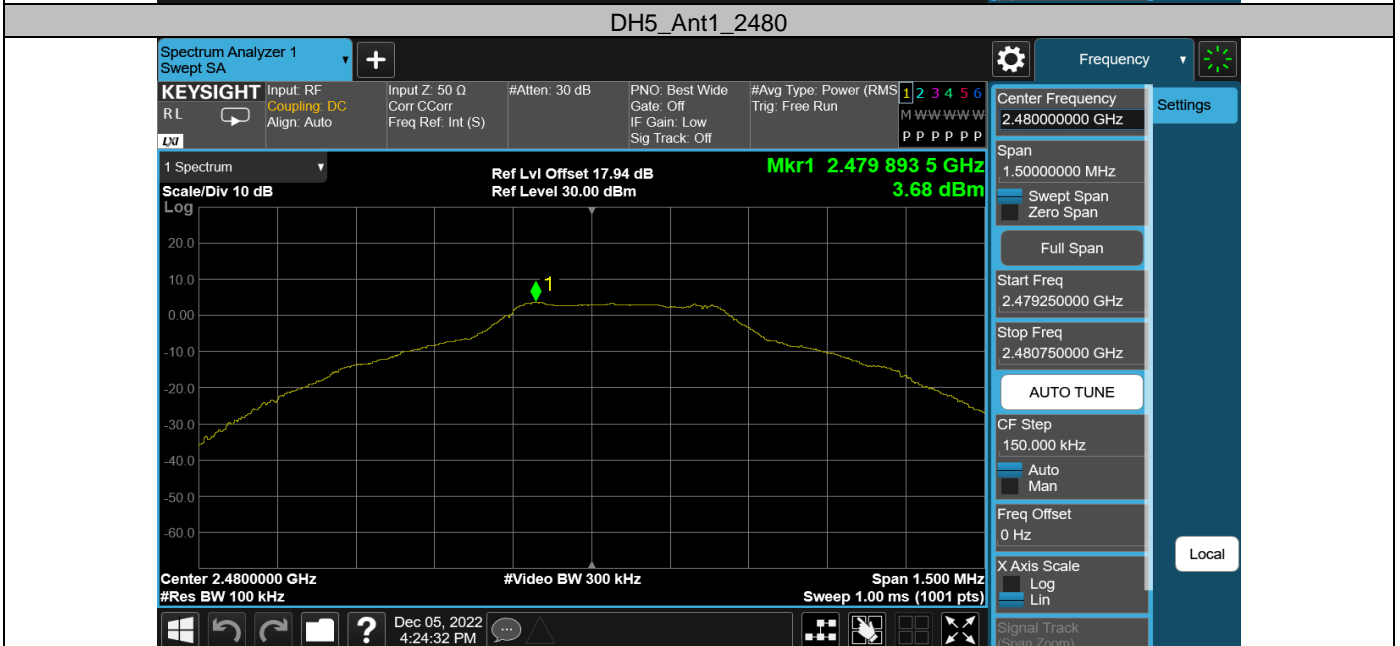 DH5_Ant1_2480
Spectrum Analyzer 1
Swept SA
Frequency
KEYSIGHT
RL
LXI
Input: RF
Coupling: DC
Align: Auto
Input Z: 50 Ω
Corr CCorr
Freq Ref: Int (S)
#Atten: 30 dB
PNO: Best Wide
Gate: Off
IF Gain: Low
Sig Track: Off
#Avg Type: Power (RMS
Trig: Free Run
1 2 3 4 5 6
M W W W W W
P P P P P P
1 Spectrum
Scale/Div 10 dB
Ref Lvl Offset 17.94 dB
Ref Level 30.00 dBm
Mkr1 2.479 893 5 GHz
3.68 dBm
Log
20.0
10.0
0.00
-10.0
-20.0
-30.0
-40.0
-50.0
-60.0
1
Center 2.4800000 GHz
#Res BW 100 kHz
#Video BW 300 kHz
Span 1.500 MHz
Sweep 1.00 ms (1001 pts)
Dec 05, 2022
4:24:32 PM
Center Frequency
2.480000000 GHz
Settings
Span
1.50000000 MHz
Swept Span
Zero Span
Full Span
Start Freq
2.479250000 GHz
Stop Freq
2.480750000 GHz
AUTO TUNE
CF Step
150.000 kHz
Auto
Man
Freq Offset
0 Hz
X Axis Scale
Log
Lin
Local
Signal Track
(Span Zoom)